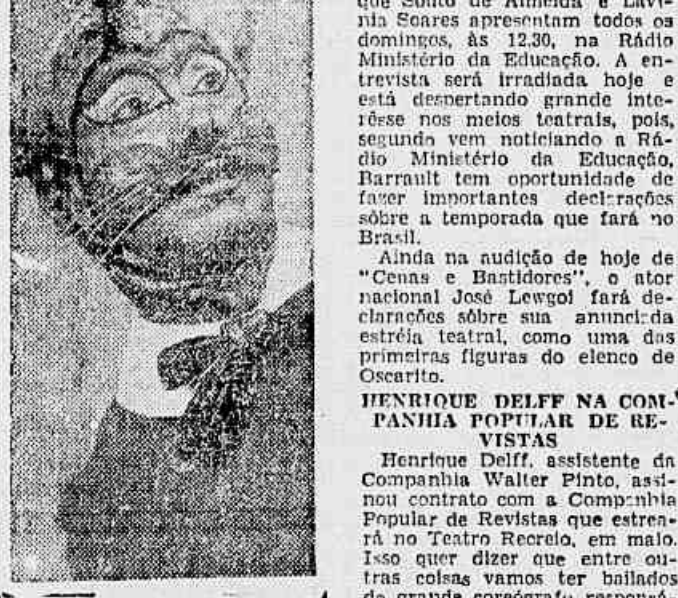 que Souto de Almeida e Lavi-
nia Soares apresentam todos os
domingos, às 12.30, na Rádio
Ministério da Educação. A en-
trevista será irradiada hoje e
está despertando grande inte-
rêsse nos meios teatrais, pois,
segundo vem noticiando a Rá-
dio Ministério da Educação,
Barrault tem oportunidade de
fazer importantes declarações
sôbre a temporada que fará no
Brasil.
Ainda na audição de hoje de
"Cenas e Bastidores", o ator
nacional José Lewgoi fará de-
clarações sôbre sua anunciada
estréia teatral, como uma das
primeiras figuras do elenco de
Oscarito.
HENRIQUE DELFF NA COM-
PANHIA POPULAR DE RE-
VISTAS
Henrique Delff, assistente da
Companhia Walter Pinto, assi-
nou contrato com a Companhia
Popular de Revistas que estrea-
rá no Teatro Recreio, em maio.
Isso quer dizer que entre ou-
tras coisas vamos ter bailados
do grande coreógrafo responsá-